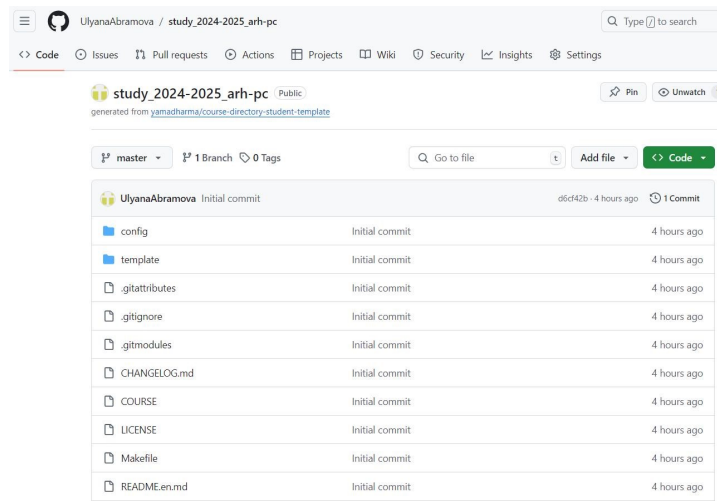 UlyanaAbramova / study_2024-2025_arh-pc
Type / to search
Code Issues Pull requests Actions Projects Wiki Security Insights Settings
study_2024-2025_arh-pc Public
Pin Unwatch
generated from yamadharma/course-directory-student-template
master 1 Branch 0 Tags
Go to file t
Add file Code
UlyanaAbramova Initial commit d6cf42b · 4 hours ago 1 Commit
config Initial commit 4 hours ago
template Initial commit 4 hours ago
.gitattributes Initial commit 4 hours ago
.gitignore Initial commit 4 hours ago
.gitmodules Initial commit 4 hours ago
CHANGELOG.md Initial commit 4 hours ago
COURSE Initial commit 4 hours ago
LICENSE Initial commit 4 hours ago
Makefile Initial commit 4 hours ago
README.en.md Initial commit 4 hours ago